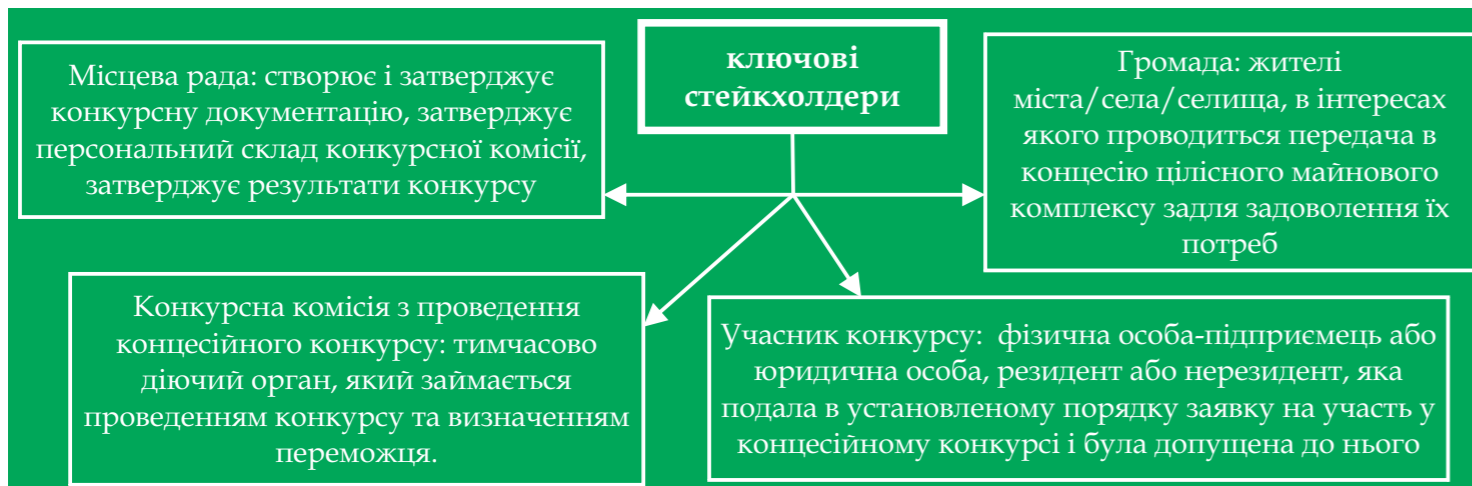 ключові
стейкхолдери
Місцева рада: створює і затверджує
конкурсну документацію, затверджує
персональний склад конкурсної комісії,
затверджує результати конкурсу
Громада: жителі
міста/села/селища, в інтересах
якого проводиться передача в
концесію цілісного майнового
комплексу задля задоволення їх
потреб
Конкурсна комісія з проведення
концесійного конкурсу: тимчасово
діючий орган, який займається
проведенням конкурсу та визначенням
переможця.
Учасник конкурсу: фізична особа-підприємець або
юридична особа, резидент або нерезидент, яка
подала в установленому порядку заявку на участь у
концесійному конкурсі і була допущена до нього